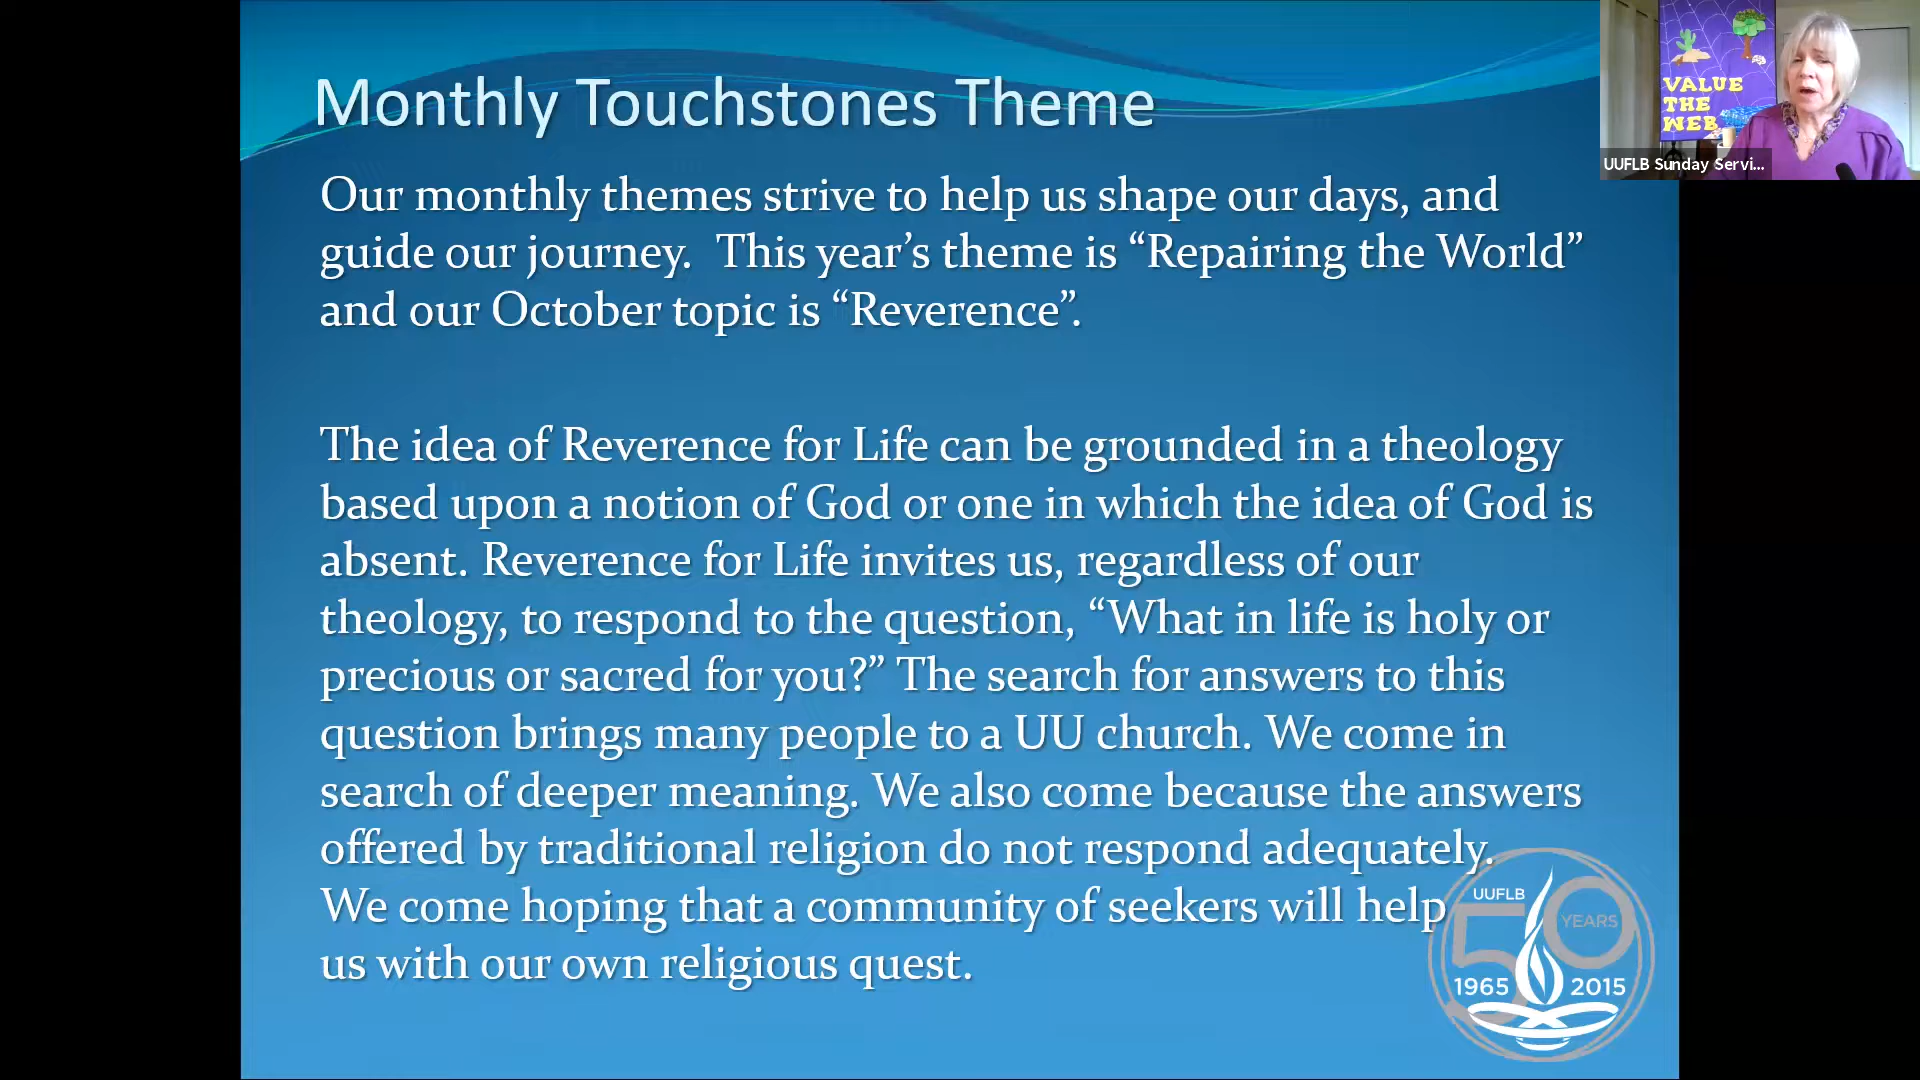 Monthly Touchstones Theme
Our monthly themes strive to help us shape our days, and
guide our journey.  This year’s theme is “Repairing the World”
and our October topic is “Reverence”.
The idea of Reverence for Life can be grounded in a theology
based upon a notion of God or one in which the idea of God is
absent. Reverence for Life invites us, regardless of our
theology, to respond to the question, “What in life is holy or
precious or sacred for you?” The search for answers to this
question brings many people to a UU church. We come in
search of deeper meaning. We also come because the answers
offered by traditional religion do not respond adequately.
We come hoping that a community of seekers will help
us with our own religious quest.
UUFLB
50
YEARS
1965 2015
VALUE
THE
WEB
UUFLB Sunday Servi...